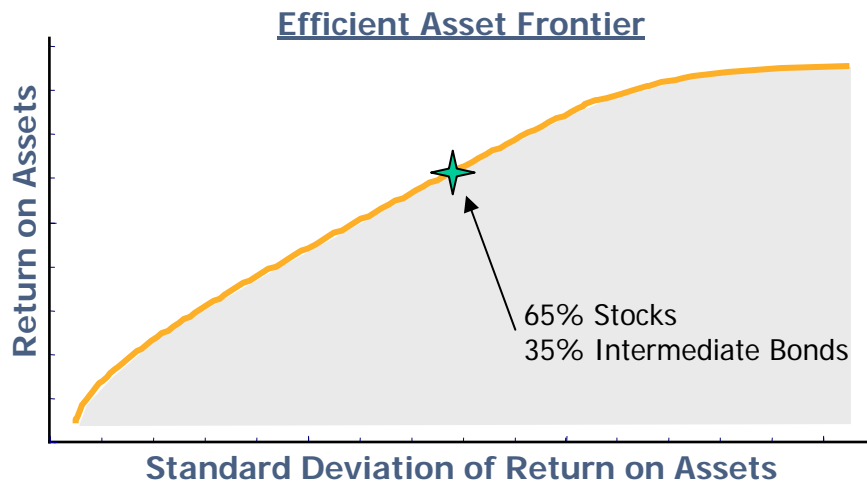 Efficient Asset Frontier
Return on Assets
65% Stocks
35% Intermediate Bonds
Standard Deviation of Return on Assets